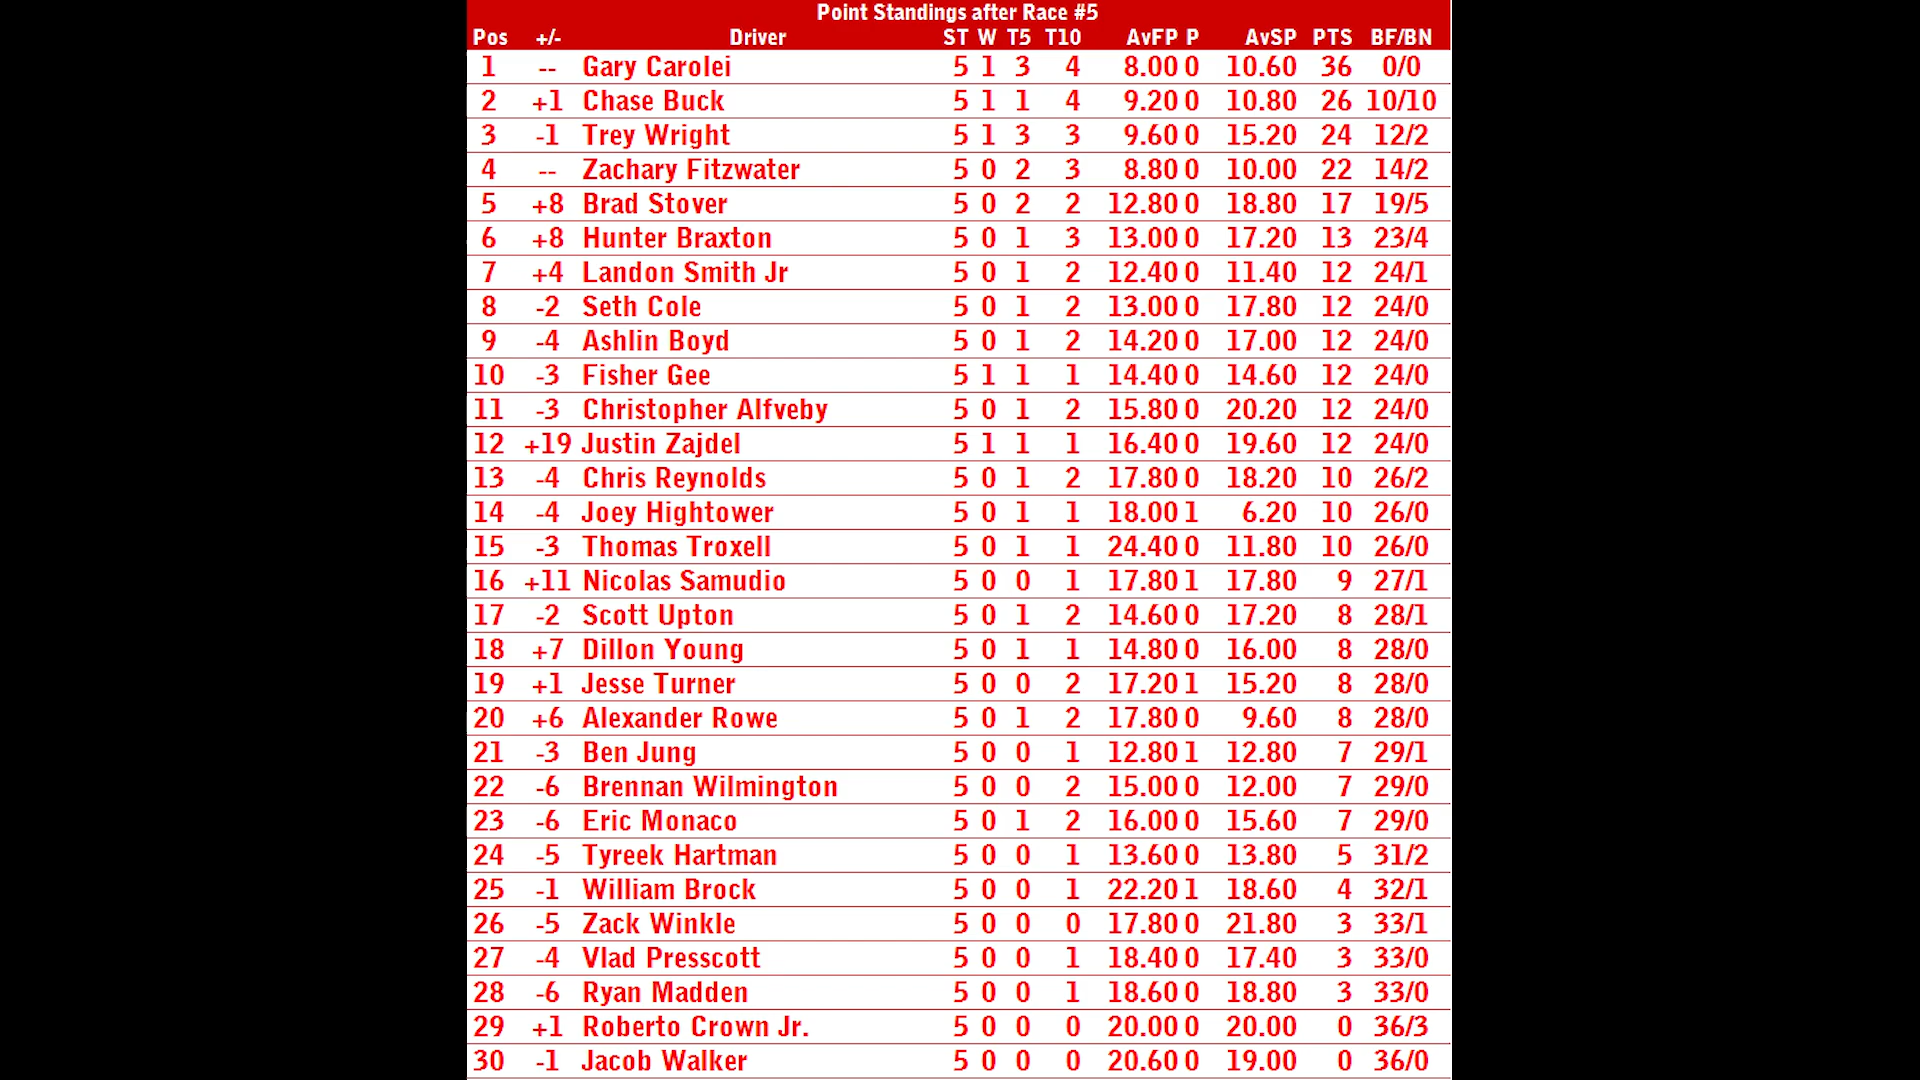 Point Standings after Race #5
Pos +/- Driver ST W T5 T10 AvFP P AvSP PTS BF/BN
1 -- Gary Carolei 5 1 3 4 8.00 0 10.60 36 0/0
2 +1 Chase Buck 5 1 1 4 9.20 0 10.80 26 10/10
3 -1 Trey Wright 5 1 3 3 9.60 0 15.20 24 12/2
4 -- Zachary Fitzwater 5 0 2 3 8.80 0 10.00 22 14/2
5 +8 Brad Stover 5 0 2 2 12.80 0 18.80 17 19/5
6 +8 Hunter Braxton 5 0 1 3 13.00 0 17.20 13 23/4
7 +4 Landon Smith Jr 5 0 1 2 12.40 0 11.40 12 24/1
8 -2 Seth Cole 5 0 1 2 13.00 0 17.80 12 24/0
9 -4 Ashlin Boyd 5 0 1 2 14.20 0 17.00 12 24/0
10 -3 Fisher Gee 5 1 1 1 14.40 0 14.60 12 24/0
11 -3 Christopher Alfveby 5 0 1 2 15.80 0 20.20 12 24/0
12 +19 Justin Zajdel 5 1 1 1 16.40 0 19.60 12 24/0
13 -4 Chris Reynolds 5 0 1 2 17.80 0 18.20 10 26/2
14 -4 Joey Hightower 5 0 1 1 18.00 1 6.20 10 26/0
15 -3 Thomas Troxell 5 0 1 1 24.40 0 11.80 10 26/0
16 +11 Nicolas Samudio 5 0 0 1 17.80 1 17.80 9 27/1
17 -2 Scott Upton 5 0 1 2 14.60 0 17.20 8 28/1
18 +7 Dillon Young 5 0 1 1 14.80 0 16.00 8 28/0
19 +1 Jesse Turner 5 0 0 2 17.20 1 15.20 8 28/0
20 +6 Alexander Rowe 5 0 1 2 17.80 0 9.60 8 28/0
21 -3 Ben Jung 5 0 0 1 12.80 1 12.80 7 29/1
22 -6 Brennan Wilmington 5 0 0 2 15.00 0 12.00 7 29/0
23 -6 Eric Monaco 5 0 1 2 16.00 0 15.60 7 29/0
24 -5 Tyreek Hartman 5 0 0 1 13.60 0 13.80 5 31/2
25 -1 William Brock 5 0 0 1 22.20 1 18.60 4 32/1
26 -5 Zack Winkle 5 0 0 0 17.80 0 21.80 3 33/1
27 -4 Vlad Presscott 5 0 0 1 18.40 0 17.40 3 33/0
28 -6 Ryan Madden 5 0 0 1 18.60 0 18.80 3 33/0
29 +1 Roberto Crown Jr. 5 0 0 0 20.00 0 20.00 0 36/3
30 -1 Jacob Walker 5 0 0 0 20.60 0 19.00 0 36/0